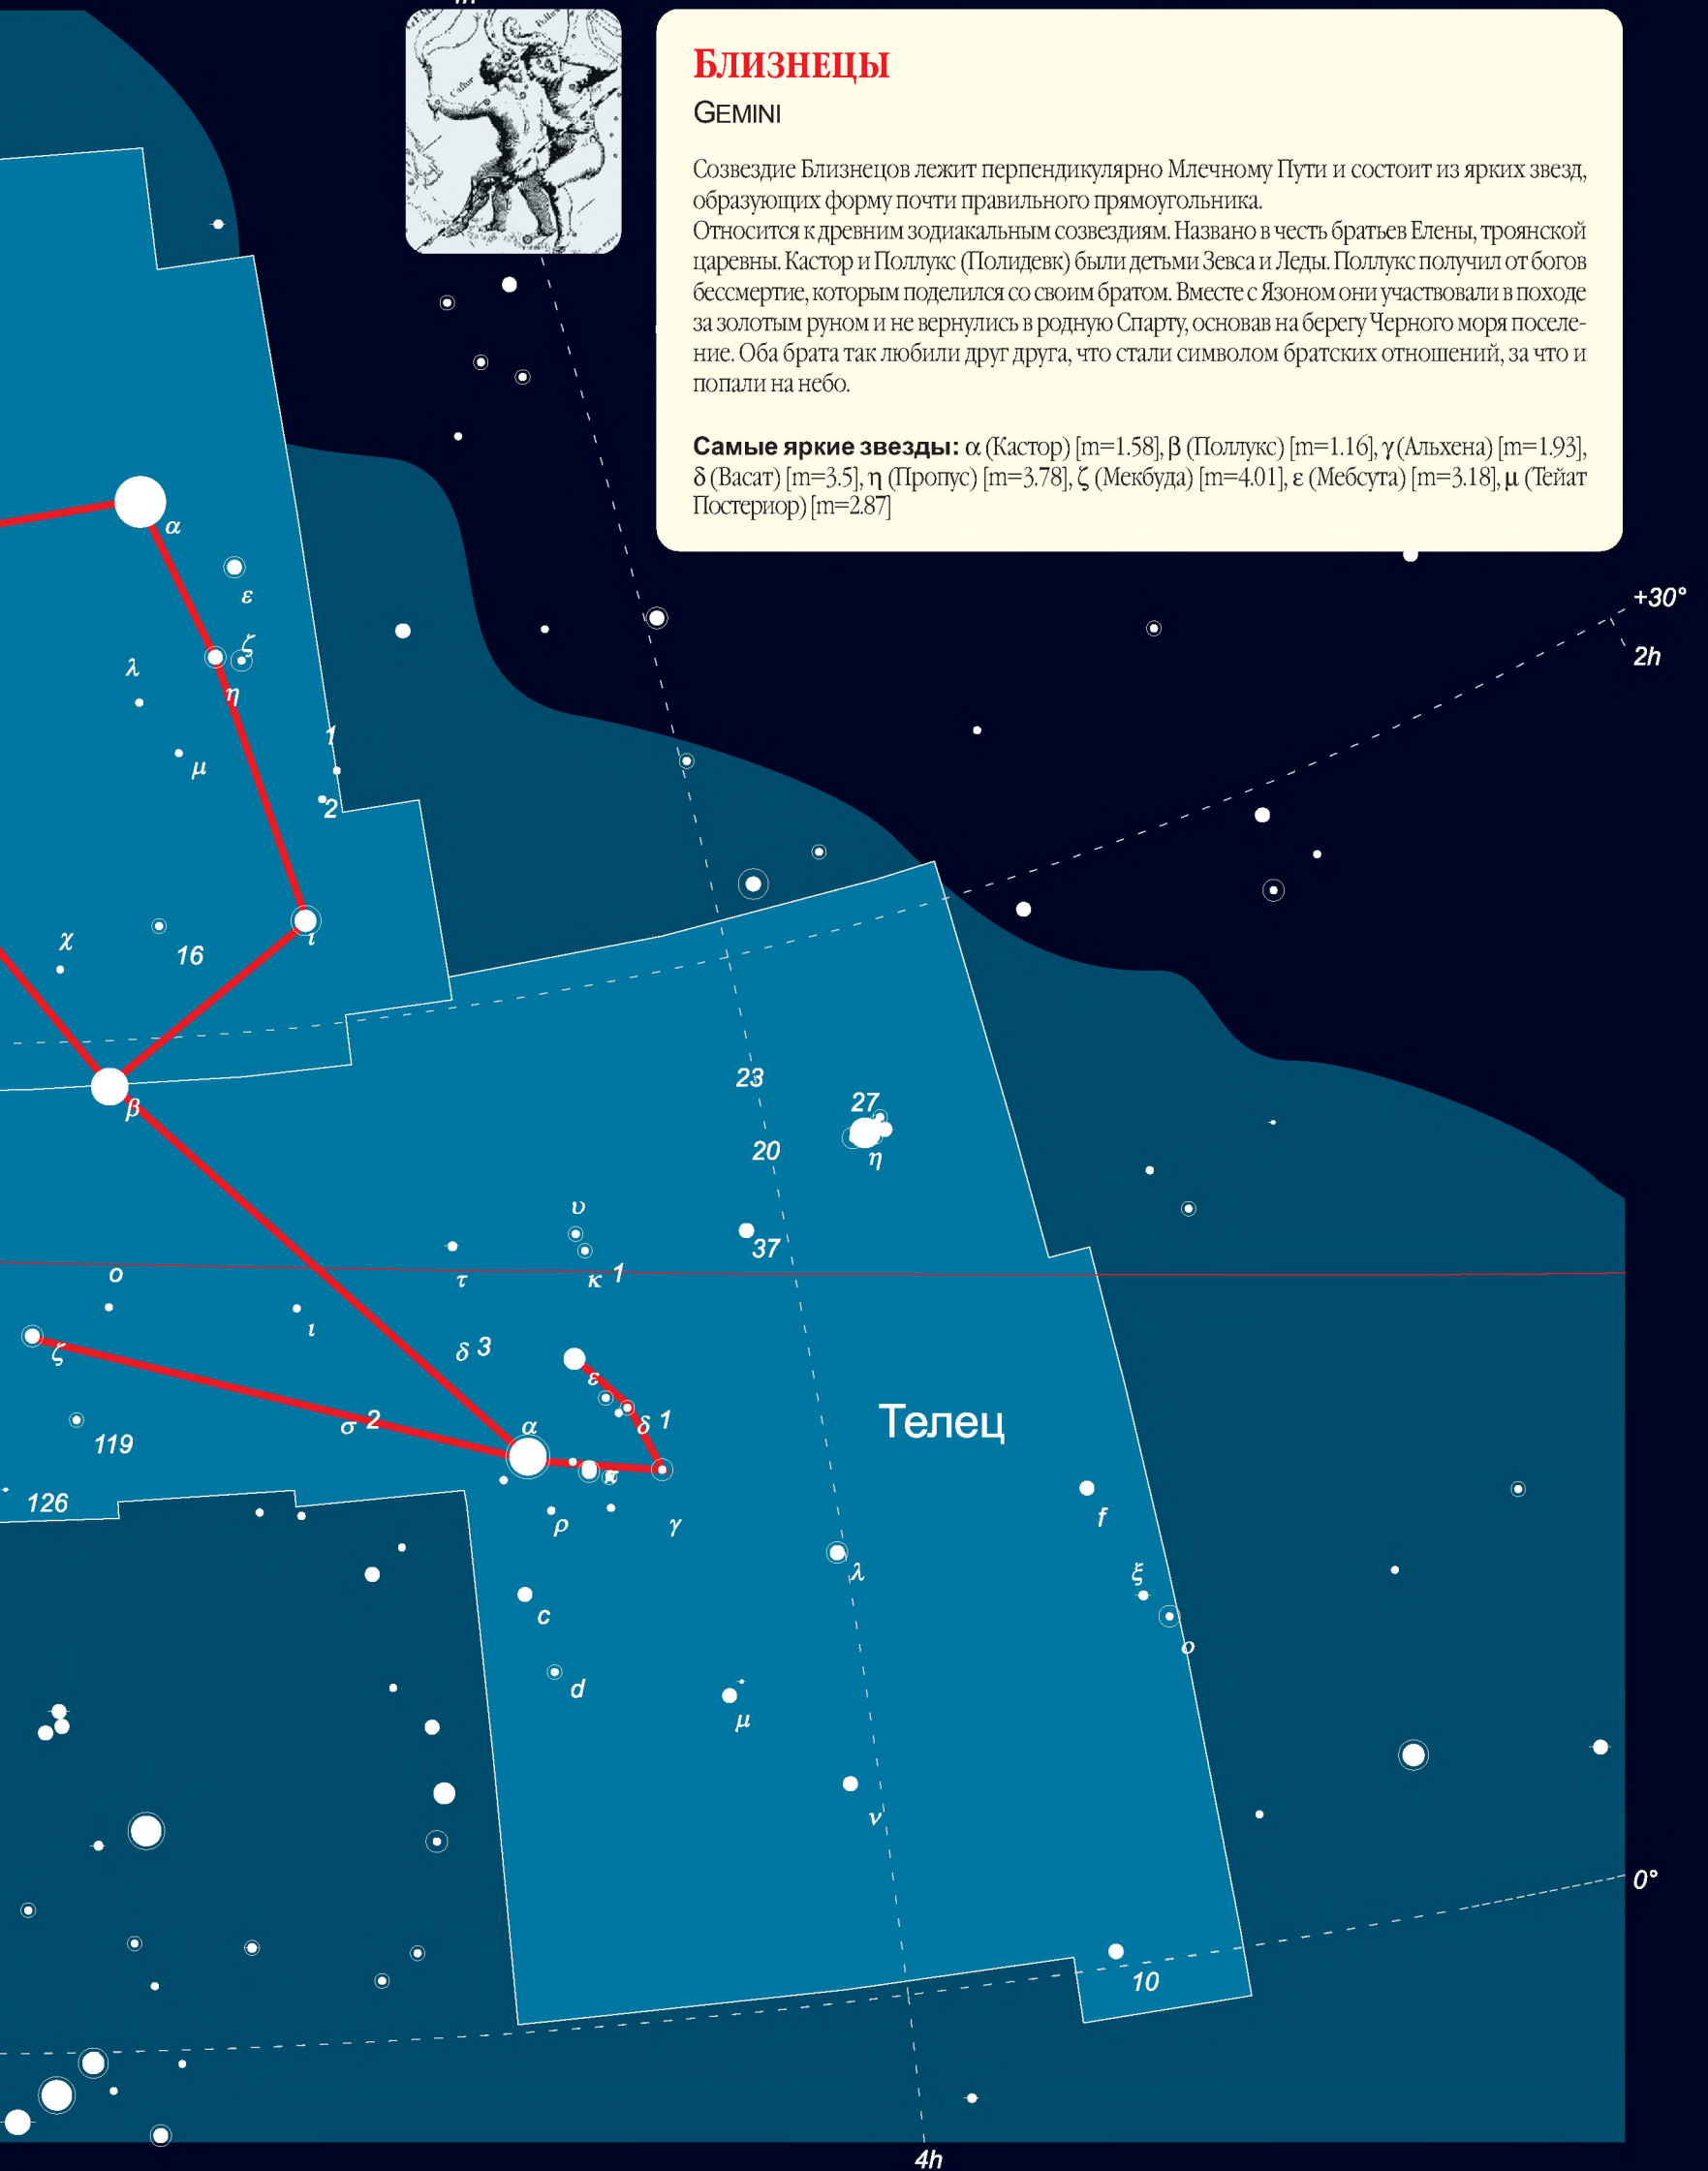 Близнецы
GEMINI
Созвездие Близнецов лежит перпендикулярно Млечному Пути и состоит из ярких звезд,
образующих форму почти правильного прямоугольника.
Относится к древним зодиакальным созвездиям. Названо в честь братьев Елены, троянской
царевны. Кастор и Поллукс (Полидевк) были детьми Зевса и Леды. Поллукс получил от богов
бессмертие, которым поделился со своим братом. Вместе с Язоном они участвовали в походе
за золотым руном и не вернулись в родную Спарту, основав на берегу Черного моря поселе-
ние. Оба брата так любили друг друга, что стали символом братских отношений, за что и
попали на небо.
Самые яркие звезды: α (Кастор) [m=1.58], β (Поллукс) [m=1.16], γ (Альхена) [m=1.93],
δ (Васат) [m=3.5], η (Пропус) [m=3.78], ζ (Мекбуда) [m=4.01], ε (Мебсута) [m=3.18], μ (Тейат
Постериор) [m=2.87]
Castor
α
ε
+30°
ζ
2h
λ
η
1
μ
2
χ
16
ι
23
27
β
20
η
υ
37
ο
τ
κ 1
ι
ζ
δ 3
ε
Телец
σ 2
α
δ 1
119
126
ρ
γ
f
λ
ξ
c
ο
d
μ
ν
0°
10
4h